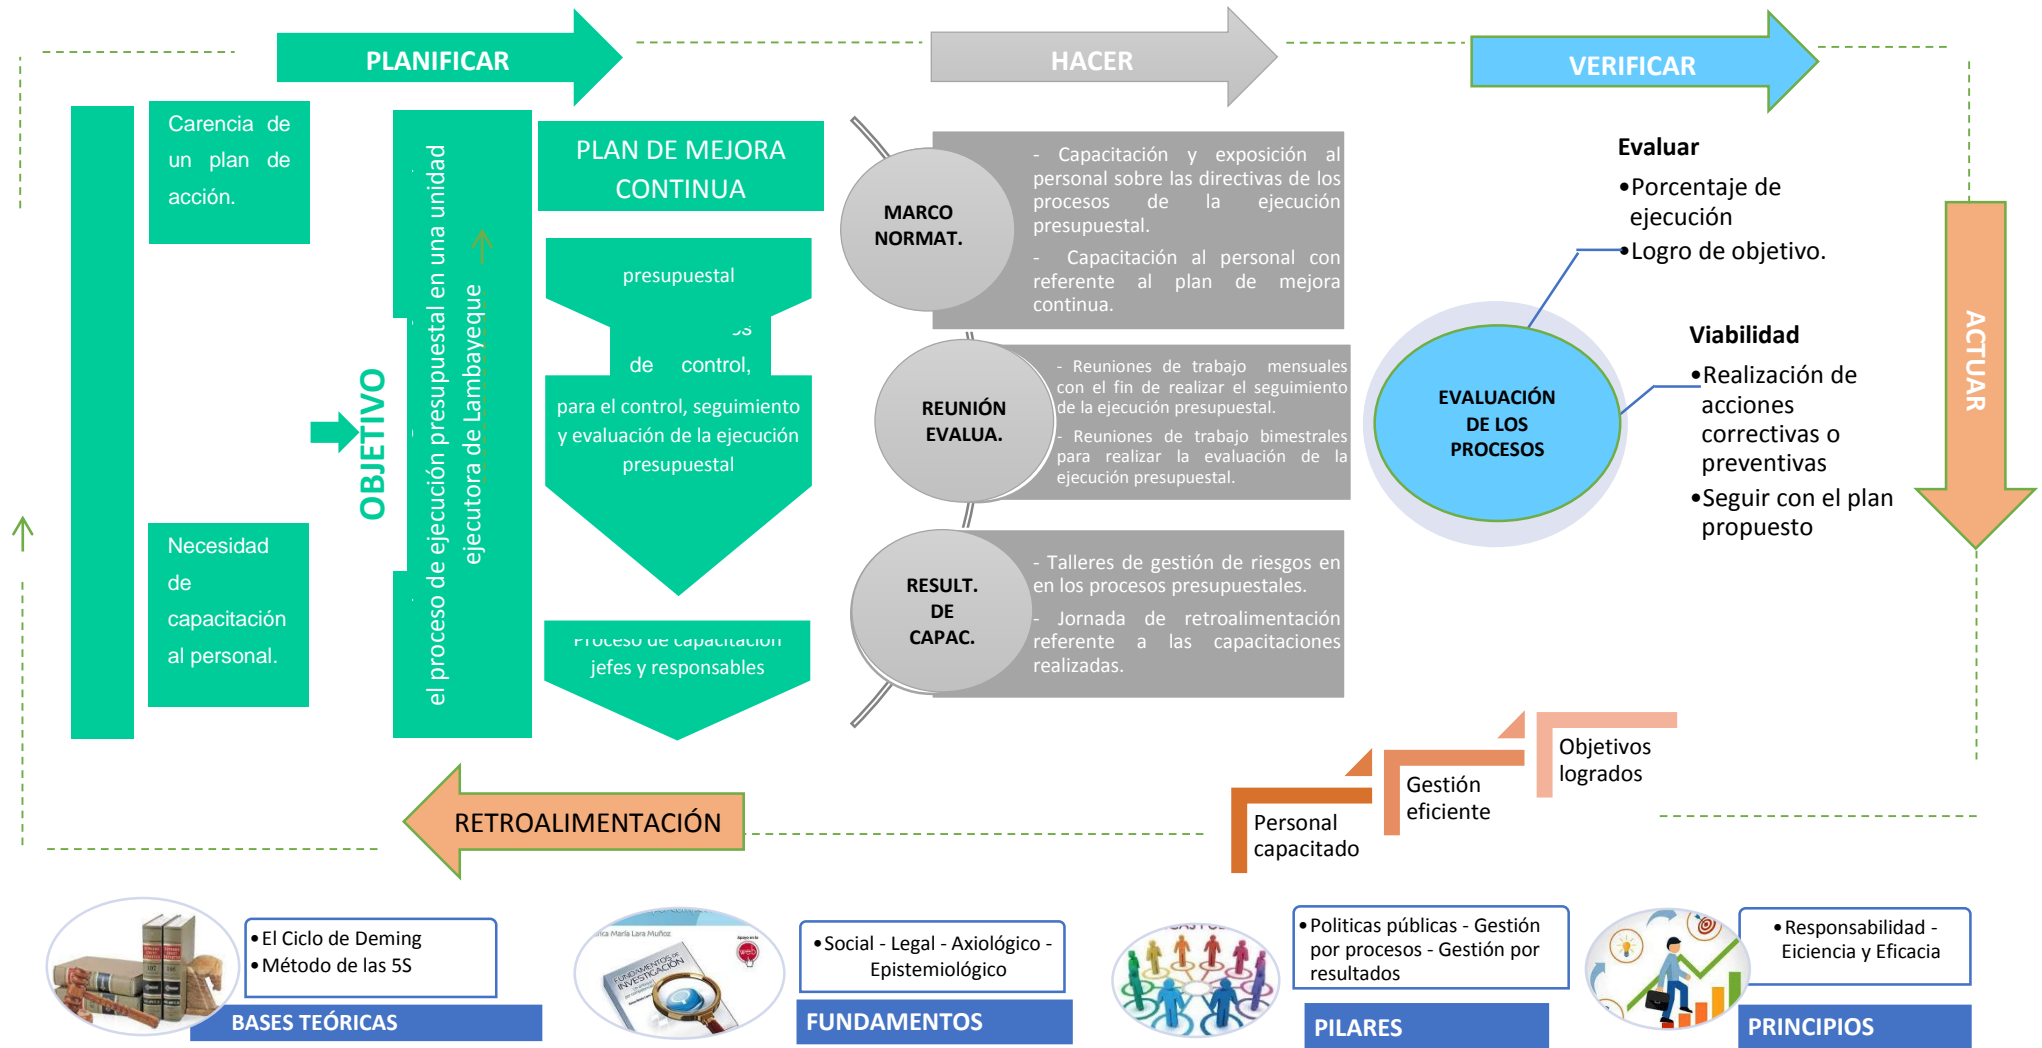 PLANIFICAR
HACER
VERIFICAR
ACTUAR
Carencia de
un plan de
acción.
Necesidad
de
capacitación
al personal.
OBJETIVO
el proceso de ejecución presupuestal en una unidad
ejecutora de Lambayeque
PLAN DE MEJORA
CONTINUA
presupuestal
de control,
para el control, seguimiento
y evaluación de la ejecución
presupuestal
Proceso de capacitación
jefes y responsables
MARCO
NORMAT.
- Capacitación y exposición al
personal sobre las directivas de los
procesos de la ejecución
presupuestal.
- Capacitación al personal con
referente al plan de mejora
continua.
REUNIÓN
EVALUA.
- Reuniones de trabajo mensuales
con el fin de realizar el seguimiento
de la ejecución presupuestal.
- Reuniones de trabajo bimestrales
para realizar la evaluación de la
ejecución presupuestal.
RESULT.
DE
CAPAC.
- Talleres de gestión de riesgos en
en los procesos presupuestales.
- Jornada de retroalimentación
referente a las capacitaciones
realizadas.
EVALUACIÓN
DE LOS
PROCESOS
Evaluar
•Porcentaje de
ejecución
•Logro de objetivo.
Viabilidad
•Realización de
acciones
correctivas o
preventivas
•Seguir con el plan
propuesto
Objetivos
logrados
Gestión
eficiente
Personal
capacitado
RETROALIMENTACIÓN
•El Ciclo de Deming
•Método de las 5S
BASES TEÓRICAS
María Lara Muñoz
FUNDAMENTOS DE
INVESTIGACIÓN
•Social - Legal - Axiológico -
Epistemiológico
FUNDAMENTOS
•Politicas públicas - Gestión
por procesos - Gestión por
resultados
PILARES
•Responsabilidad -
Eiciencia y Eficacia
PRINCIPIOS